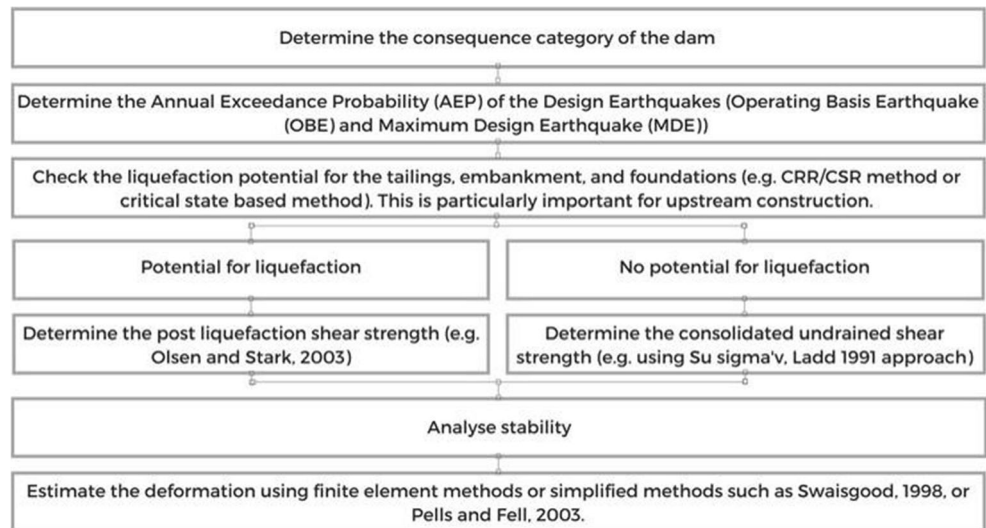 Determine the consequence category of the dam
Determine the Annual Exceedance Probability (AEP) of the Design Earthquakes (Operating Basis Earthquake
(OBE) and Maximum Design Earthquake (MDE))
Check the liquefaction potential for the tailings, embankment, and foundations (e.g. CRR/CSR method or
critical state based method). This is particularly important for upstream construction.
Potential for liquefaction
No potential for liquefaction
Determine the post liquefaction shear strength (e.g.
Olsen and Stark, 2003)
Determine the consolidated undrained shear
strength (e.g. using Su sigma'v, Ladd 1991 approach)
Analyse stability
Estimate the deformation using finite element methods or simplified methods such as Swaisgood, 1998, or
Pells and Fell, 2003.